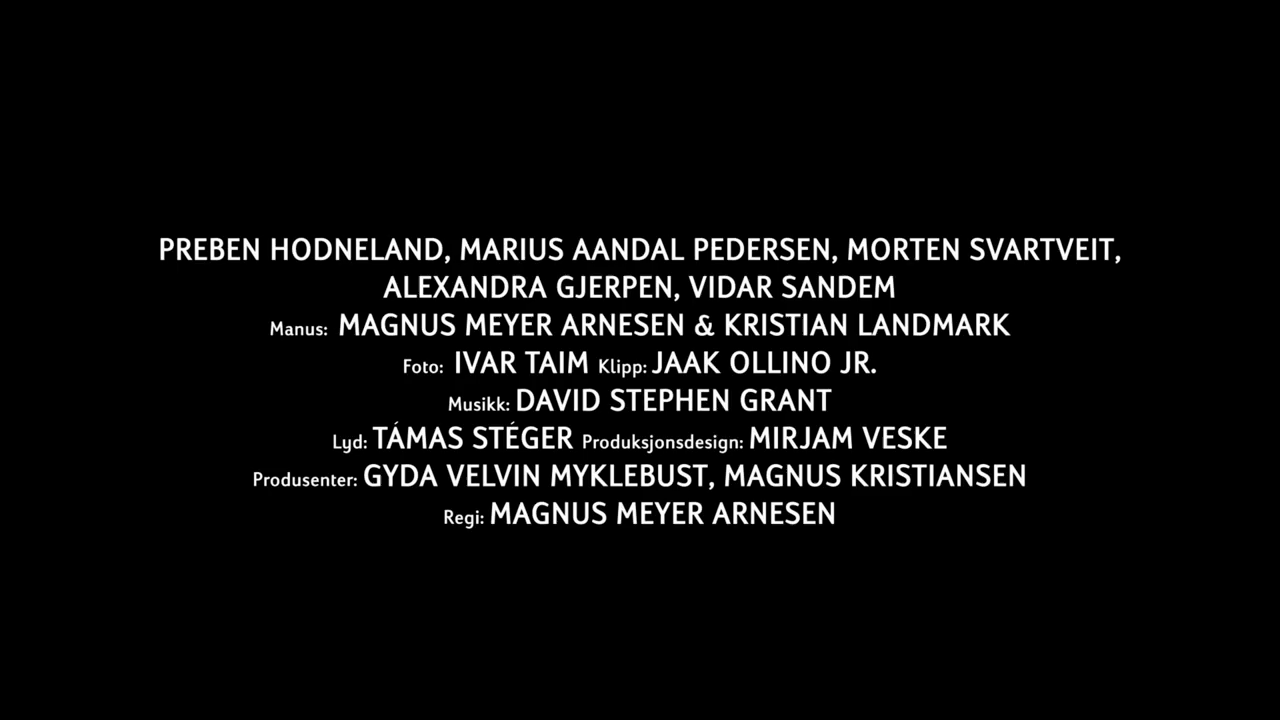 PREBEN HODNELAND, MARIUS AANDAL PEDERSEN, MORTEN SVARTVEIT,
ALEXANDRA GJERPEN, VIDAR SANDEM
Manus: MAGNUS MEYER ARNESEN & KRISTIAN LANDMARK
Foto: IVAR TAIM Klipp: JAAK OLLINO JR.
Musikk: DAVID STEPHEN GRANT
Lyd: TÁMAS STÉGER Produksjonsdesign: MIRJAM VESKE
Produsenter: GYDA VELVIN MYKLEBUST, MAGNUS KRISTIANSEN
Regi: MAGNUS MEYER ARNESEN